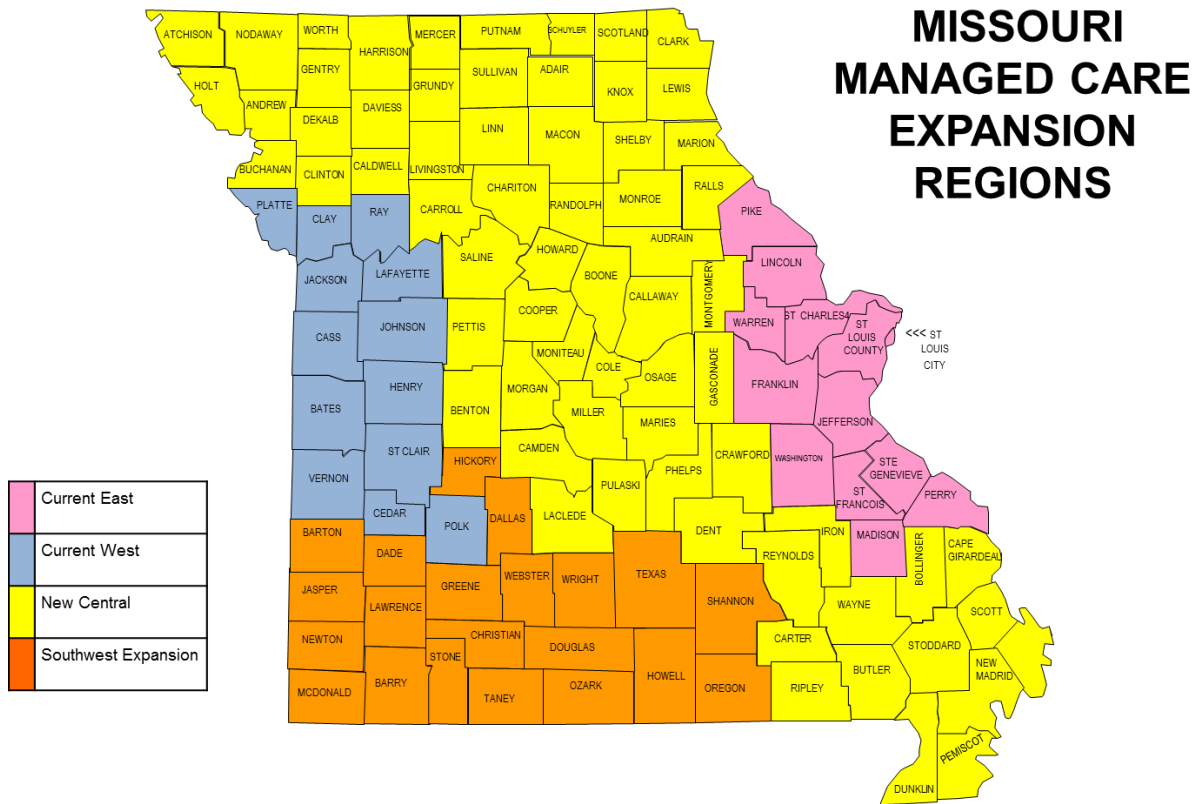 MISSOURI
MANAGED CARE
EXPANSION
REGIONS
ATCHISON
NODAWAY
WORTH
HARRISON
MERCER
PUTNAM
SCHUYLER
SCOTLAND
CLARK
HOLT
GENTRY
SULLIVAN
ADAIR
KNOX
LEWIS
ANDREW
DEKALB
DAVIESS
GRUNDY
LINN
MACON
SHELBY
MARION
BUCHANAN
CLINTON
CALDWELL
LIVINGSTON
CHARITON
RANDOLPH
MONROE
RALLS
PLATTE
CLAY
RAY
CARROLL
PIKE
AUDRAIN
SALINE
HOWARD
BOONE
LINCOLN
JACKSON
LAFAYETTE
CALLAWAY
MONTGOMERY
COOPER
WARREN
ST CHARLES4
ST
LOUIS
COUNTY
<<< ST
LOUIS
CITY
CASS
JOHNSON
PETTIS
MONITEAU
COLE
OSAGE
GASCONADE
FRANKLIN
BATES
HENRY
BENTON
MORGAN
MILLER
MARIES
JEFFERSON
ST CLAIR
HICKORY
CAMDEN
CRAWFORD
WASHINGTON
STE
GENEVIEVE
VERNON
PULASKI
PHELPS
ST
FRANCOIS
PERRY
CEDAR
POLK
DALLAS
LACLEDE
DENT
IRON
MADISON
BOLLINGER
CAPE
GIRARDEAU
BARTON
DADE
REYNOLDS
JASPER
GREENE
WEBSTER
WRIGHT
TEXAS
SHANNON
WAYNE
SCOTT
LAWRENCE
NEWTON
CHRISTIAN
DOUGLAS
CARTER
STODDARD
STONE
MCDONALD
BARRY
TANEY
OZARK
HOWELL
OREGON
RIPLEY
BUTLER
NEW
MADRID
PEMISCOT
DUNKLIN
Current East
Current West
New Central
Southwest Expansion